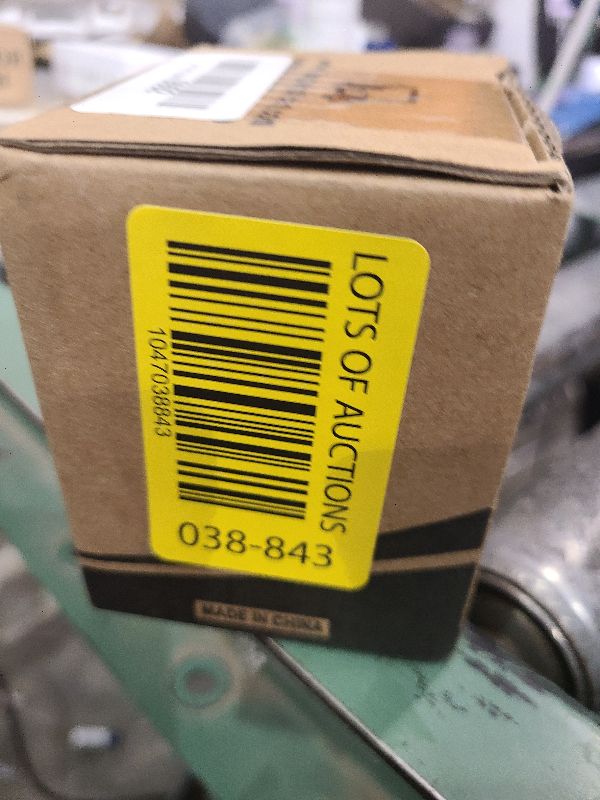 LOTS OF AUCTIONS
1047038843
038-843
MADE IN CHINA